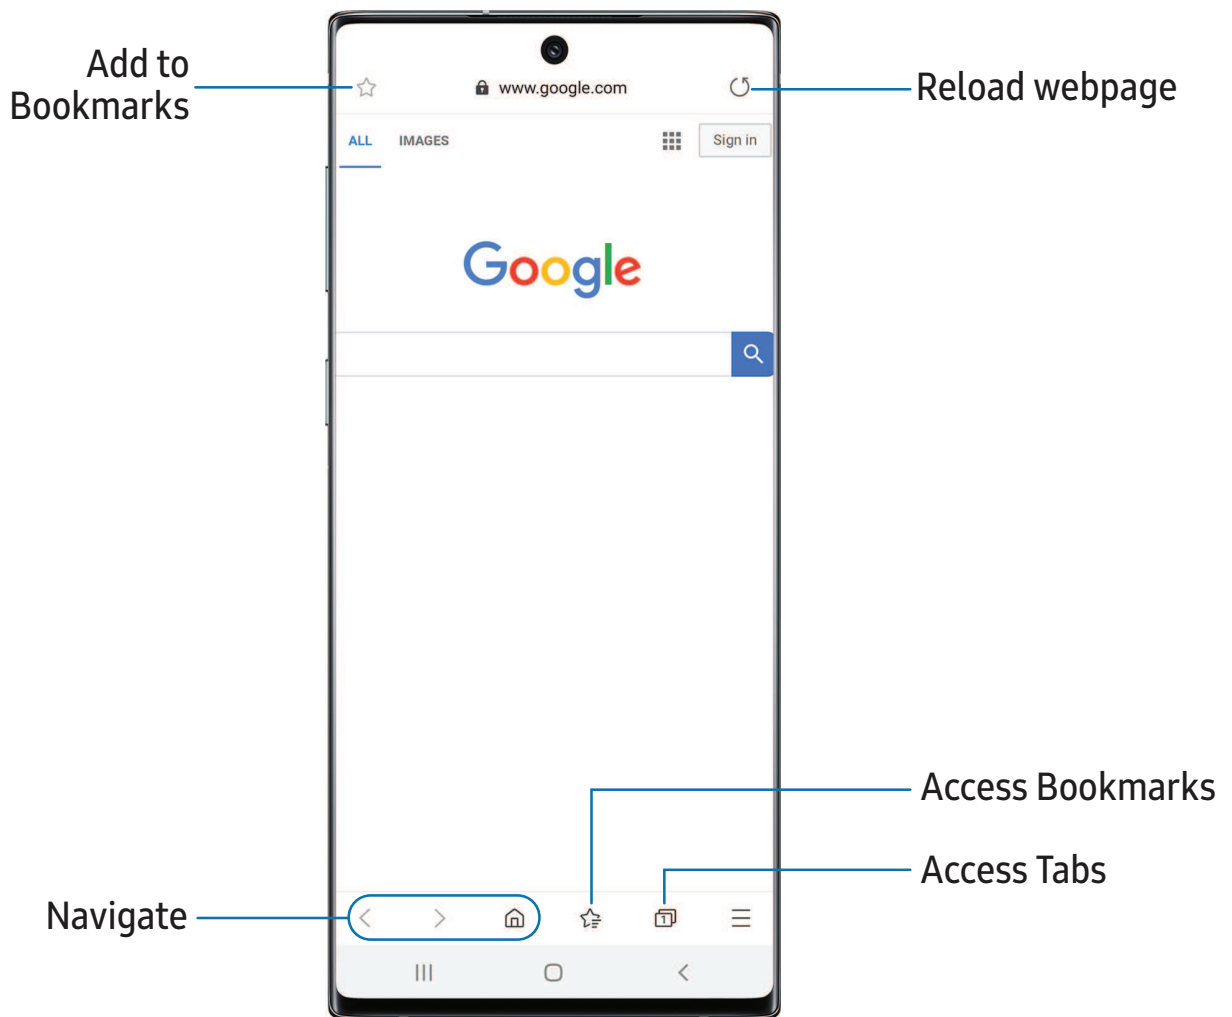 Add to
Bookmarks
www.google.com
Reload webpage
ALL IMAGES Sign in
Google
Access Bookmarks
Access Tabs
Navigate
1